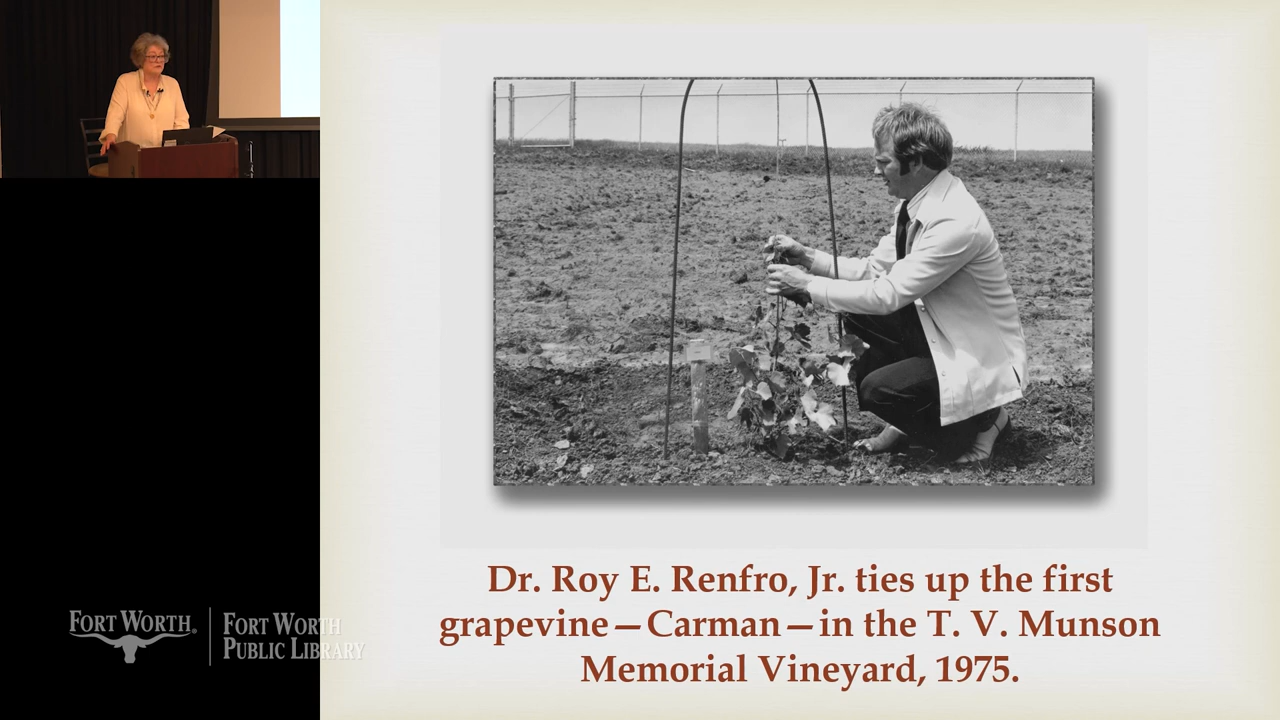 Dr. Roy E. Renfro, Jr. ties up the first
grapevine—Carman—in the T. V. Munson
Memorial Vineyard, 1975.
FORT WORTH®
FORT WORTH
PUBLIC LIBRARY